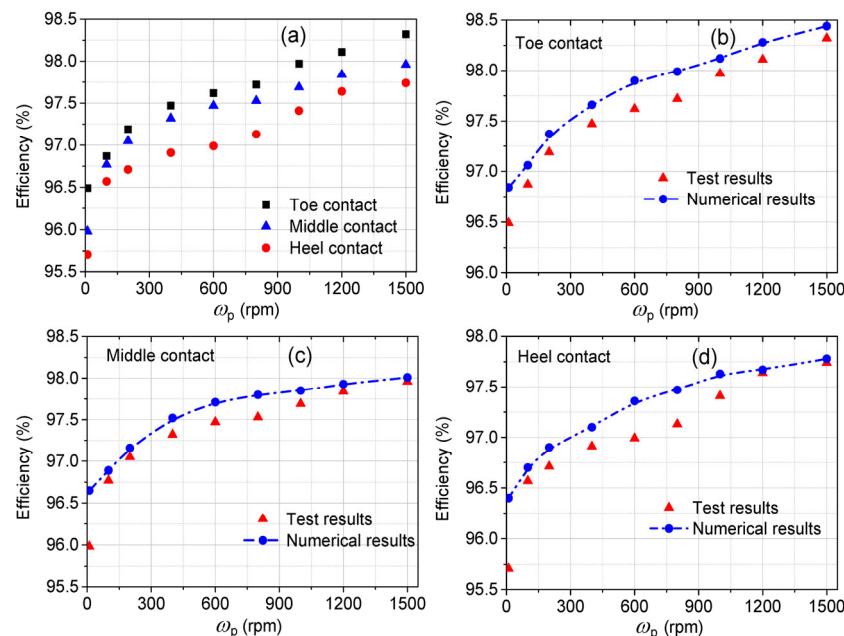 (a)
98.5
98.0
97.5
97.0
96.5
96.0
95.5
Efficiency (%)
Toe contact
Middle contact
Heel contact
0 300 600 900 1200 1500
ωp (rpm)
(b)
Toe contact
98.5
98.0
97.5
97.0
96.5
96.0
Efficiency (%)
Test results
Numerical results
0 300 600 900 1200 1500
ωp (rpm)
(c)
Middle contact
98.5
98.0
97.5
97.0
96.5
96.0
95.5
Efficiency (%)
Test results
Numerical results
0 300 600 900 1200 1500
ωp (rpm)
(d)
Heel contact
98.0
97.5
97.0
96.5
96.0
95.5
Efficiency (%)
Test results
Numerical results
0 300 600 900 1200 1500
ωp (rpm)